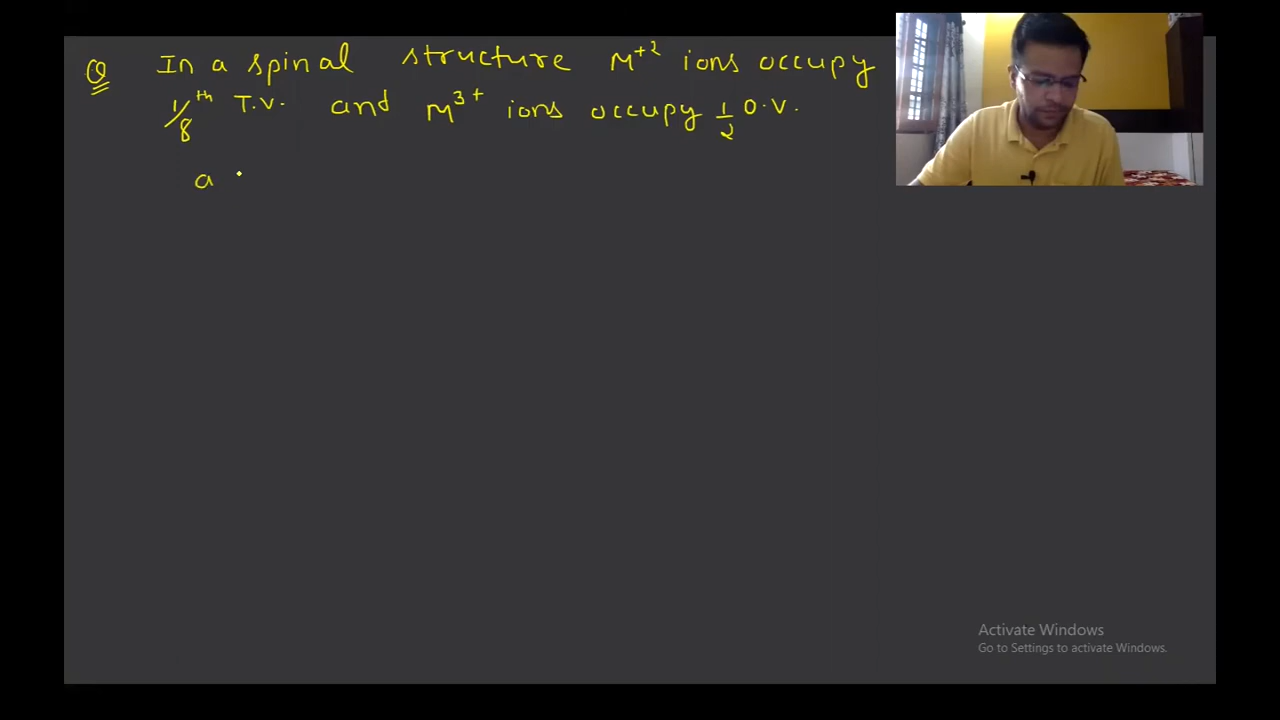 Q In a spinal structure M+2 ions occupy
1/8th T.V. and M3+ ions occupy 1/2 O.V.
a
Activate Windows
Go to Settings to activate Windows.